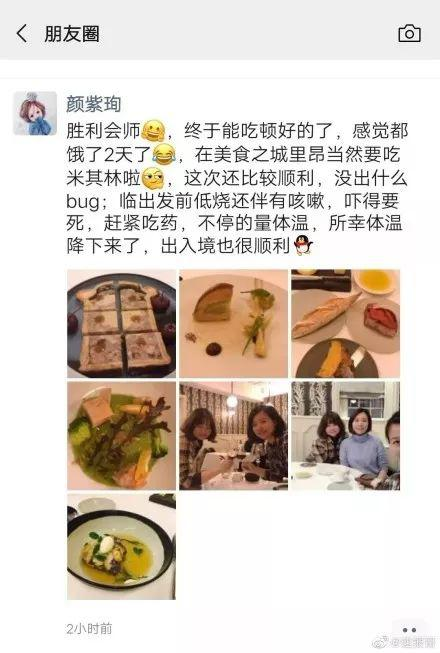 朋友圈
颜紫珣
胜利会师🤗，终于能吃顿好的了，感觉都
饿了2天了😂，在美食之城里昂当然要吃
米其林啦🤔，这次还比较顺利，没出什么
bug；临出发前低烧还伴有咳嗽，吓得要
死，赶紧吃药，不停的量体温，所幸体温
降下来了，出入境也很顺利🐧
2小时前